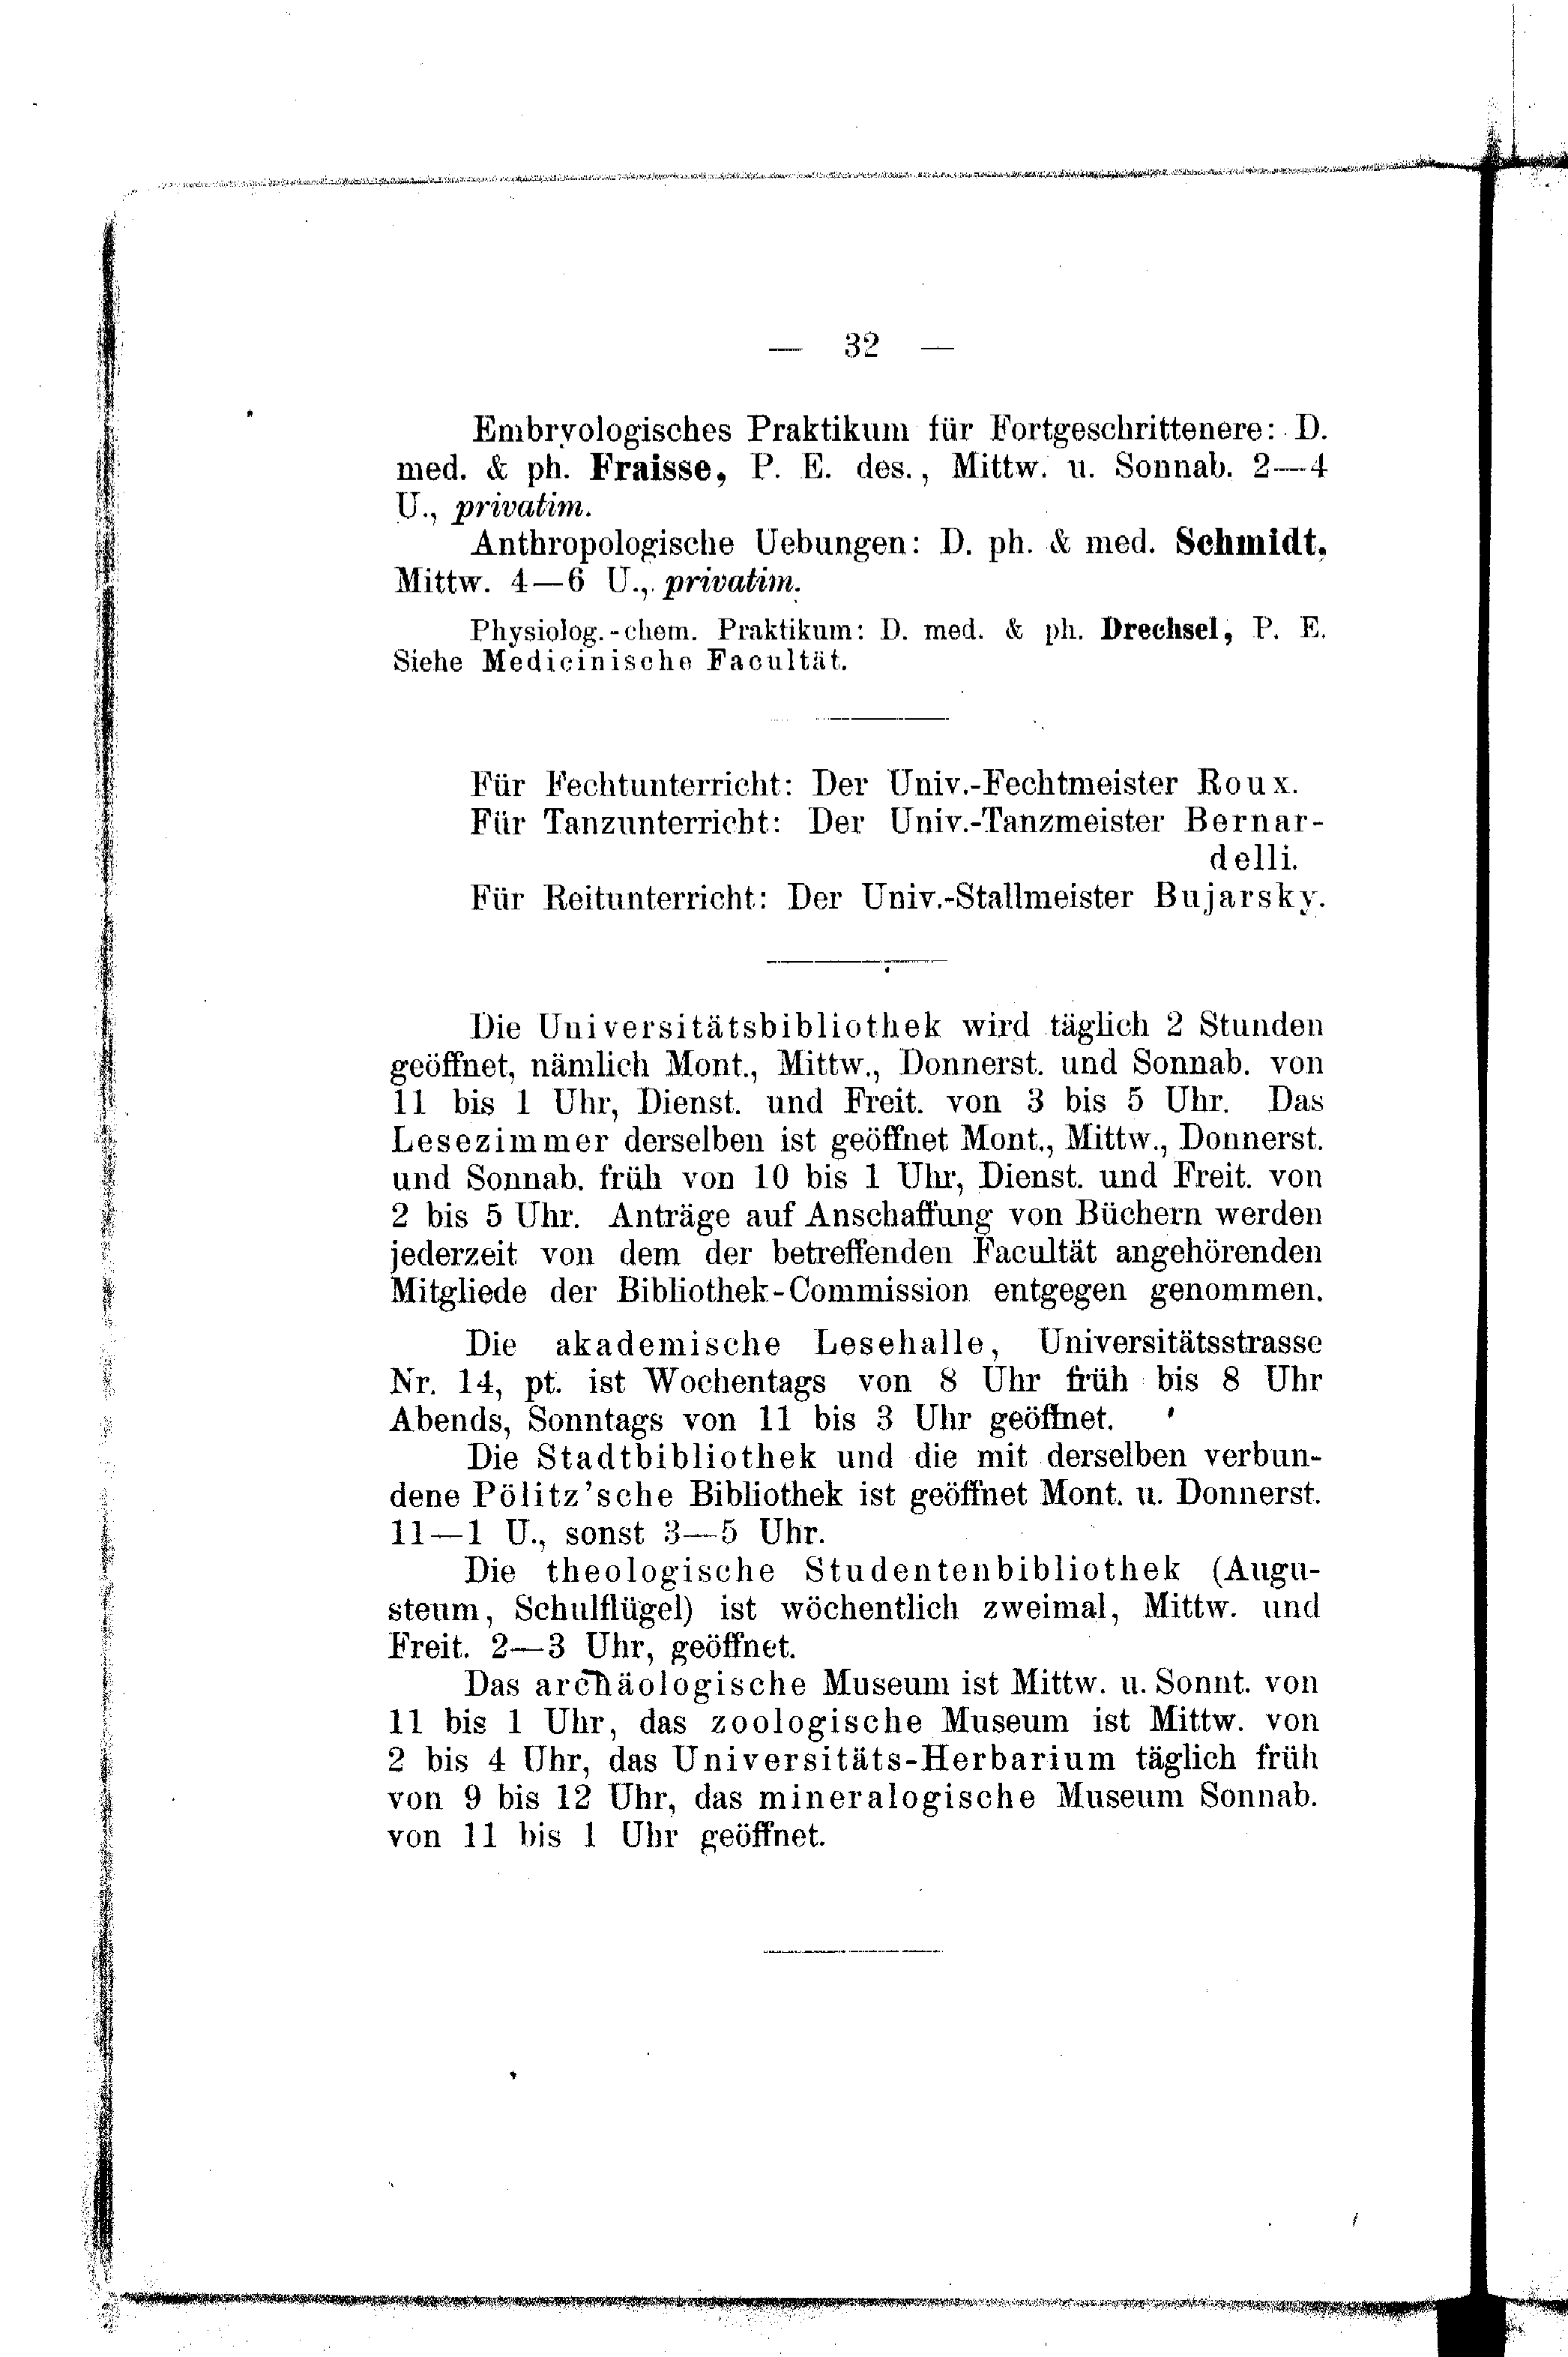 — 32 —
Embryologisches Praktikum für Fortgeschrittenere: D.
med. & ph. Fraisse, P. E. des., Mittw. u. Sonnab. 2—4
U., privatim.
Anthropologische Uebungen: D. ph. & med. Schmidt,
Mittw. 4—6 U., privatim.
Physiolog.-chem. Praktikum: D. med. & ph. Drechsel, P. E.
Siehe Medicinische Facultät.
Für Fechtunterricht: Der Univ.-Fechtmeister Roux.
Für Tanzunterricht: Der Univ.-Tanzmeister Bernar-
delli.
Für Reitunterricht: Der Univ.-Stallmeister Bujarsky.
Die Universitätsbibliothek wird täglich 2 Stunden
geöffnet, nämlich Mont., Mittw., Donnerst. und Sonnab. von
11 bis 1 Uhr, Dienst. und Freit. von 3 bis 5 Uhr. Das
Lesezimmer derselben ist geöffnet Mont., Mittw., Donnerst.
und Sonnab. früh von 10 bis 1 Uhr, Dienst. und Freit. von
2 bis 5 Uhr. Anträge auf Anschaffung von Büchern werden
jederzeit von dem der betreffenden Facultät angehörenden
Mitgliede der Bibliothek-Commission entgegen genommen.
Die akademische Lesehalle, Universitätsstrasse
Nr. 14, pt. ist Wochentags von 8 Uhr früh bis 8 Uhr
Abends, Sonntags von 11 bis 3 Uhr geöffnet.
Die Stadtbibliothek und die mit derselben verbun-
dene Pölitz'sche Bibliothek ist geöffnet Mont. u. Donnerst.
11—1 U., sonst 3—5 Uhr.
Die theologische Studentenbibliothek (Augu-
steum, Schulflügel) ist wöchentlich zweimal, Mittw. und
Freit. 2—3 Uhr, geöffnet.
Das archäologische Museum ist Mittw. u. Sonnt. von
11 bis 1 Uhr, das zoologische Museum ist Mittw. von
2 bis 4 Uhr, das Universitäts-Herbarium täglich früh
von 9 bis 12 Uhr, das mineralogische Museum Sonnab.
von 11 bis 1 Uhr geöffnet.